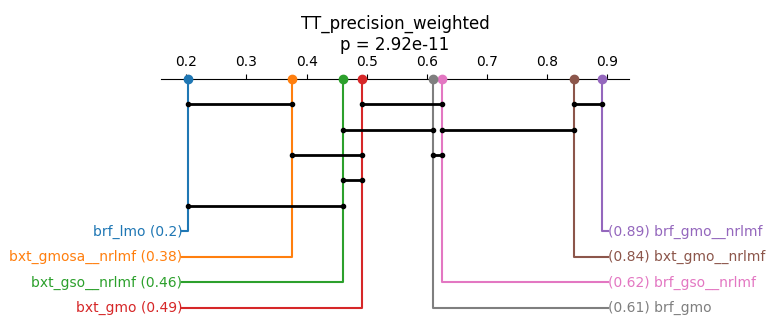 TT_precision_weighted
p = 2.92e-11
0.2 0.3 0.4 0.5 0.6 0.7 0.8 0.9
brf_lmo (0.2) (0.89) brf_gmo__nrlmf
bxt_gmosa__nrlmf (0.38) (0.84) bxt_gmo__nrlmf
bxt_gso__nrlmf (0.46) (0.62) brf_gso__nrlmf
bxt_gmo (0.49) (0.61) brf_gmo